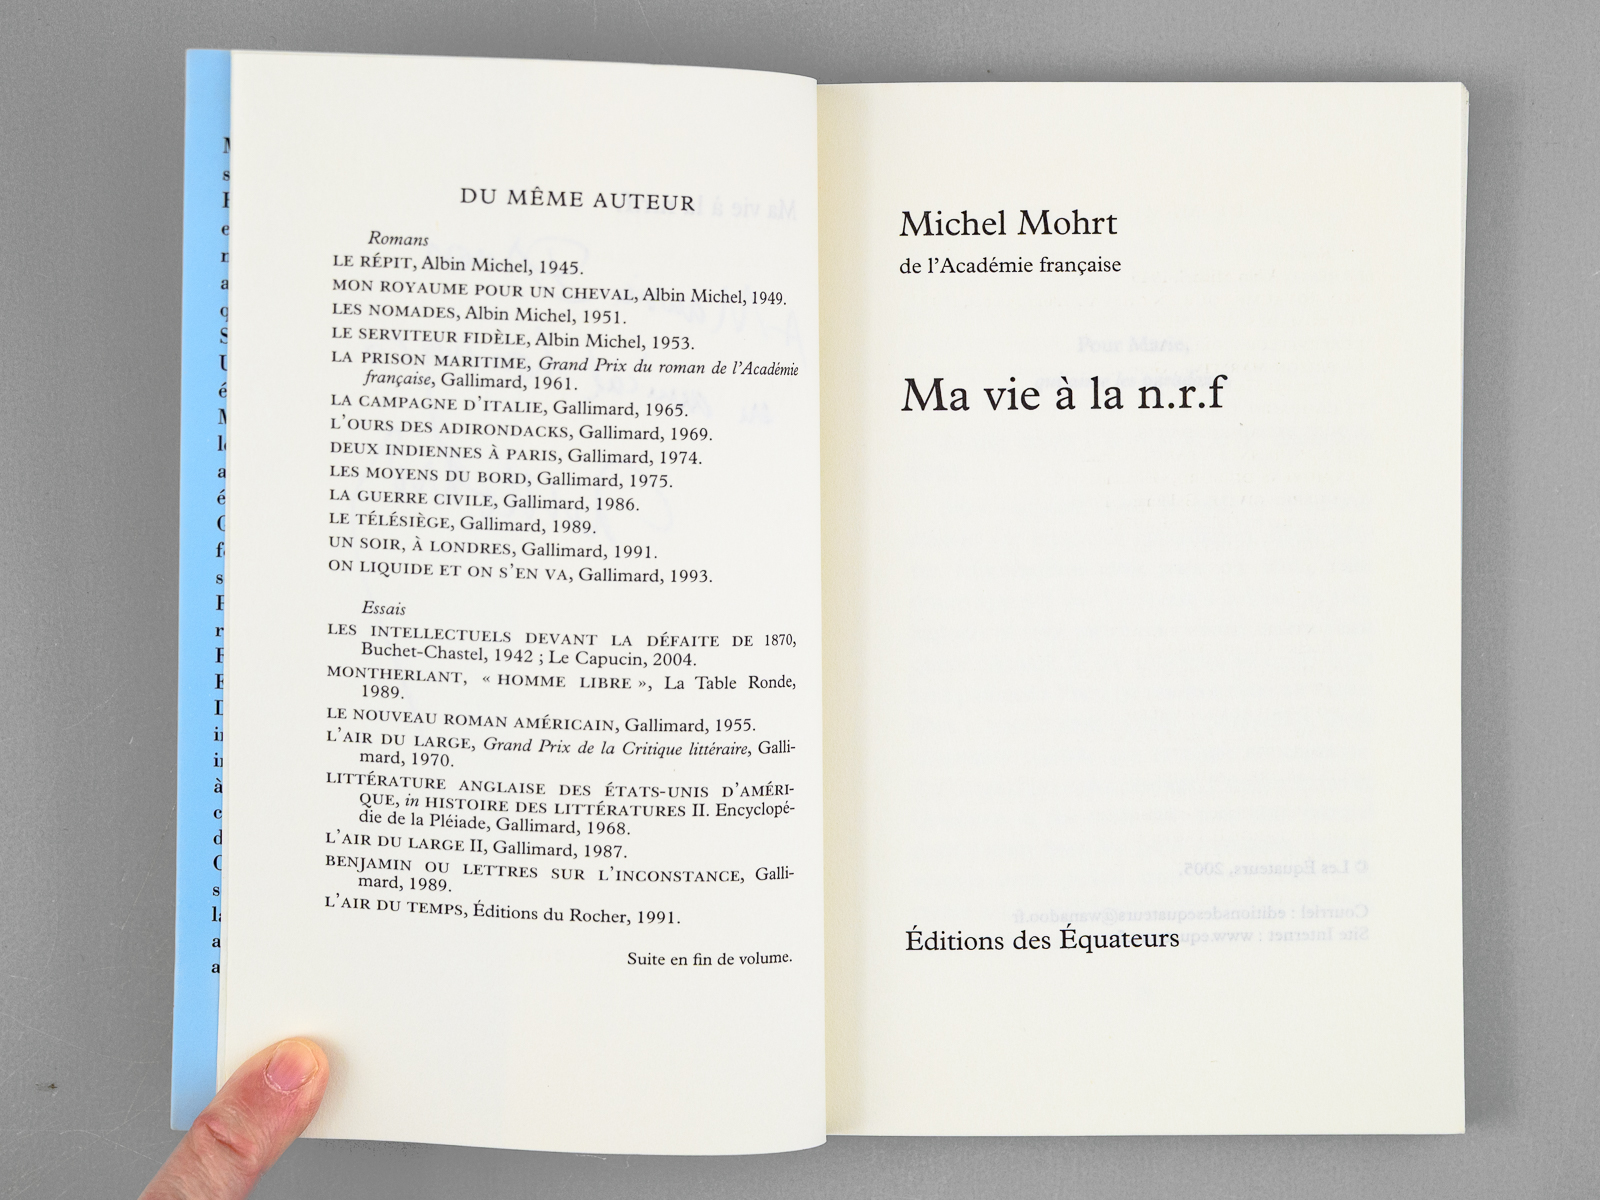 DU MÊME AUTEUR
Romans
LE RÉPIT, Albin Michel, 1945.
MON ROYAUME POUR UN CHEVAL, Albin Michel, 1949.
LES NOMADES, Albin Michel, 1951.
LE SERVITEUR FIDÈLE, Albin Michel, 1953.
LA PRISON MARITIME, Grand Prix du roman de l'Académie
française, Gallimard, 1961.
LA CAMPAGNE D'ITALIE, Gallimard, 1965.
L'OURS DES ADIRONDACKS, Gallimard, 1969.
DEUX INDIENNES À PARIS, Gallimard, 1974.
LES MOYENS DU BORD, Gallimard, 1975.
LA GUERRE CIVILE, Gallimard, 1986.
LE TÉLÉSIÈGE, Gallimard, 1989.
UN SOIR, À LONDRES, Gallimard, 1991.
ON LIQUIDE ET ON S'EN VA, Gallimard, 1993.
Essais
LES INTELLECTUELS DEVANT LA DÉFAITE DE 1870,
Buchet-Chastel, 1942 ; Le Capucin, 2004.
MONTHERLANT, « HOMME LIBRE », La Table Ronde,
1989.
LE NOUVEAU ROMAN AMÉRICAIN, Gallimard, 1955.
L'AIR DU LARGE, Grand Prix de la Critique littéraire, Galli-
mard, 1970.
LITTÉRATURE ANGLAISE DES ÉTATS-UNIS D'AMÉRI-
QUE, in HISTOIRE DES LITTÉRATURES II. Encyclopé-
die de la Pléiade, Gallimard, 1968.
L'AIR DU LARGE II, Gallimard, 1987.
BENJAMIN OU LETTRES SUR L'INCONSTANCE, Galli-
mard, 1989.
L'AIR DU TEMPS, Éditions du Rocher, 1991.
Suite en fin de volume.
Michel Mohrt
de l'Académie française
Ma vie à la n.r.f
Éditions des Équateurs